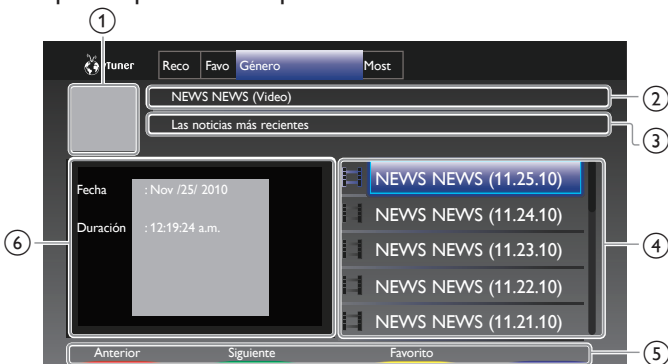 1
vTuner Reco Favo Género Most
NEWS NEWS (Video)
2
Las noticias más recientes
3
Fecha : Nov /25/ 2010
Duración : 12:19:24 a.m.
6
NEWS NEWS (11.25.10)
NEWS NEWS (11.24.10)
NEWS NEWS (11.23.10)
NEWS NEWS (11.22.10)
NEWS NEWS (11.21.10)
4
Anterior Siguiente Favorito
5